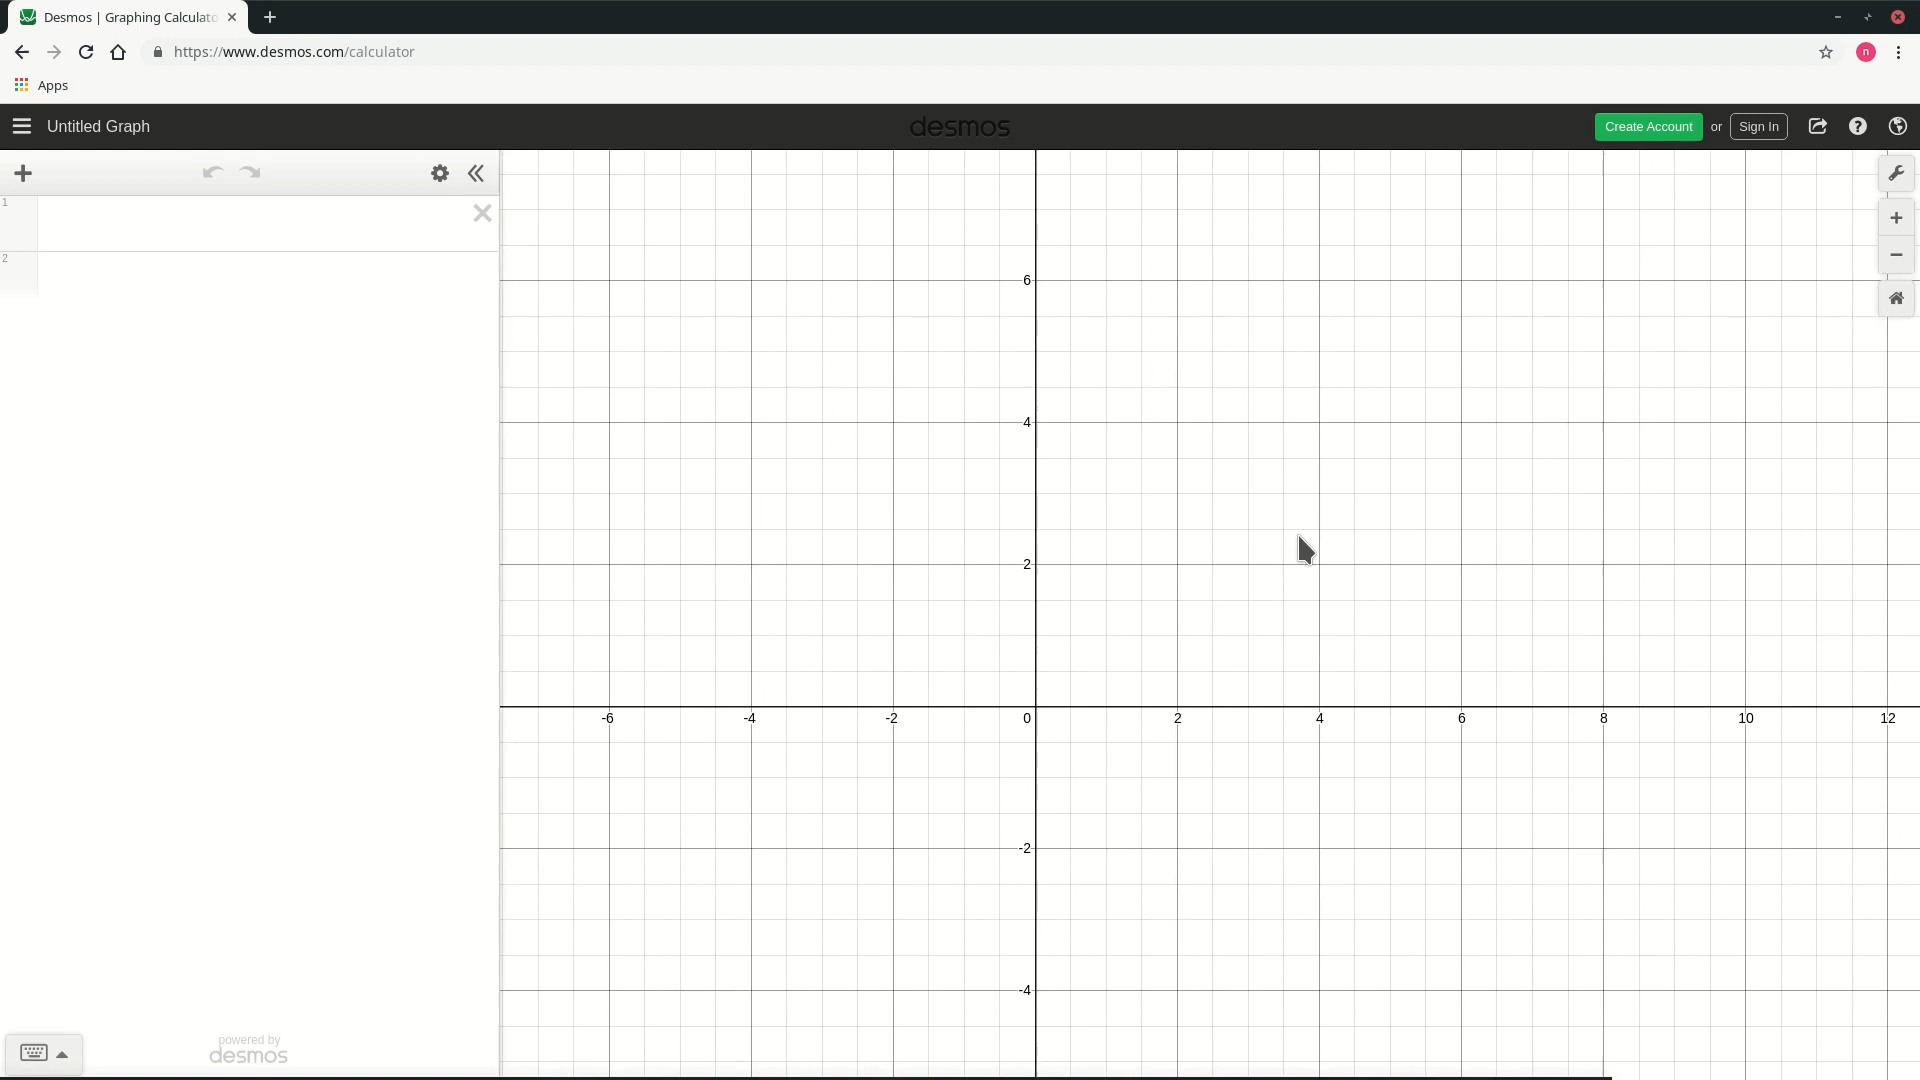 Desmos | Graphing Calculato
https://www.desmos.com/calculator
n
Apps
Untitled Graph
desmos
Create Account or Sign In
1
2
6
4
2
-6 -4 -2 0 2 4 6 8 10 12
-2
-4
powered by
desmos